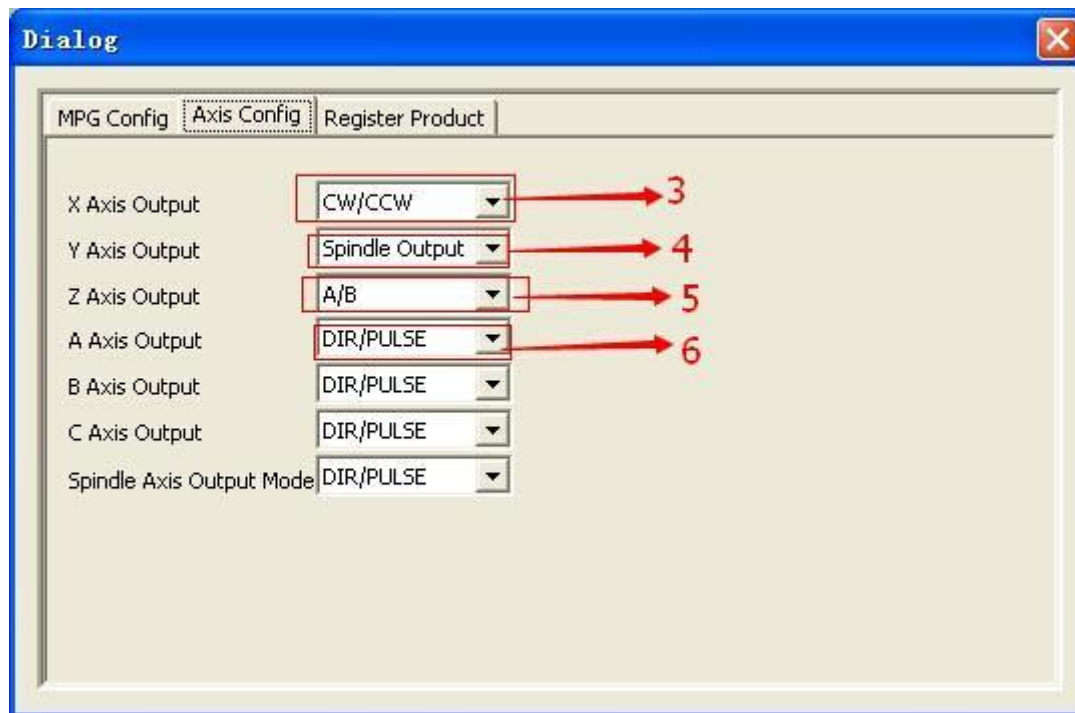 Dialog
MPG Config Axis Config Register Product
X Axis Output CW/CCW 3
Y Axis Output Spindle Output 4
Z Axis Output A/B 5
A Axis Output DIR/PULSE 6
B Axis Output DIR/PULSE
C Axis Output DIR/PULSE
Spindle Axis Output Mode DIR/PULSE